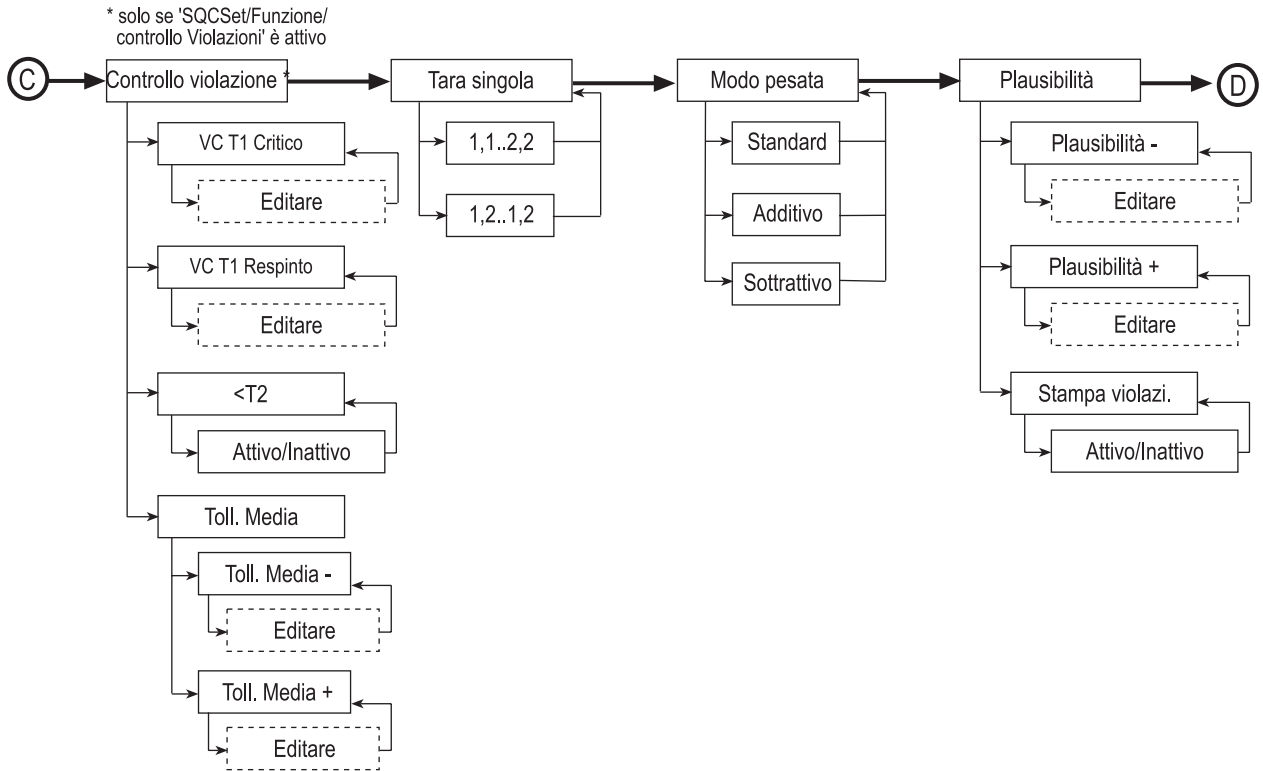 * solo se 'SQCSet/Funzione/
controllo Violazioni' è attivo
C
Controllo violazione *
Tara singola
Modo pesata
Plausibilità
D
VC T1 Critico
Editare
VC T1 Respinto
Editare
<T2
Attivo/Inattivo
Toll. Media
Toll. Media -
Editare
Toll. Media +
Editare
1,1..2,2
1,2..1,2
Standard
Additivo
Sottrattivo
Plausibilità -
Editare
Plausibilità +
Editare
Stampa violazi.
Attivo/Inattivo